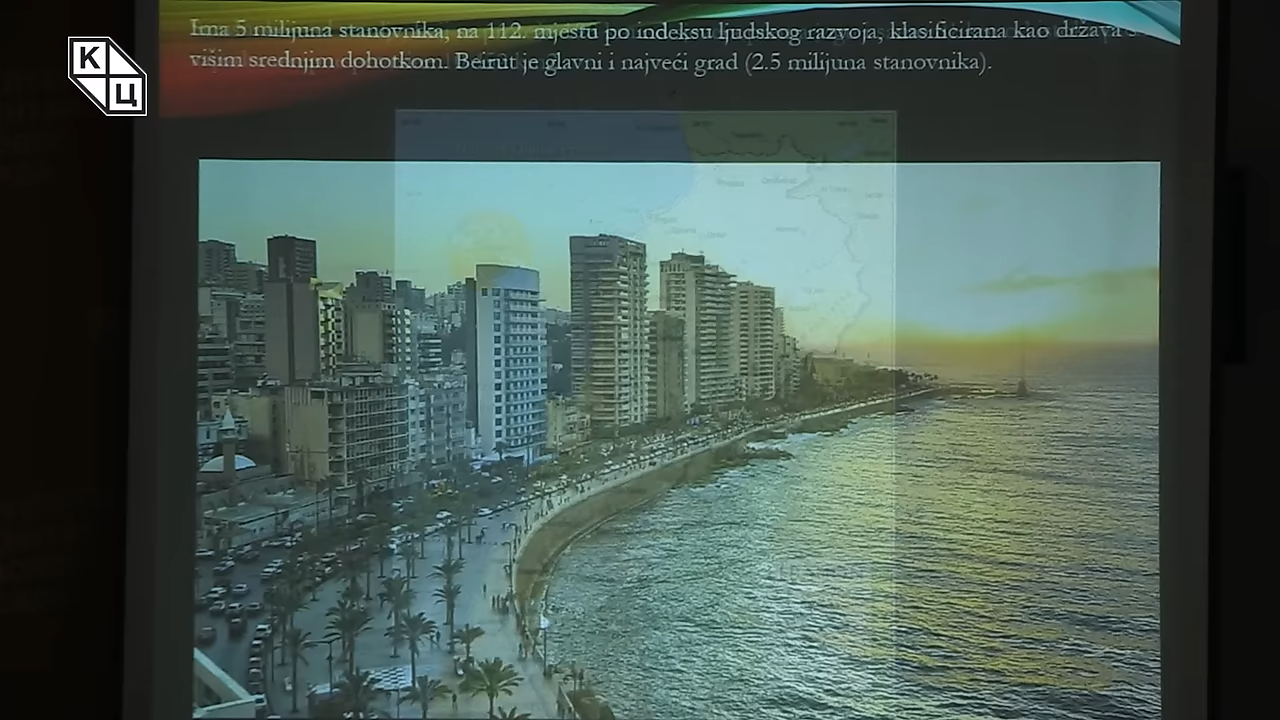 Ima 5 milijuna stanovnika, na 112. mjestu po indeksu ljudskog razvoja, klasificirana kao država s
višim srednjim dohotkom. Beirut je glavni i najveći grad (2.5 milijuna stanovnika).
К
Ц